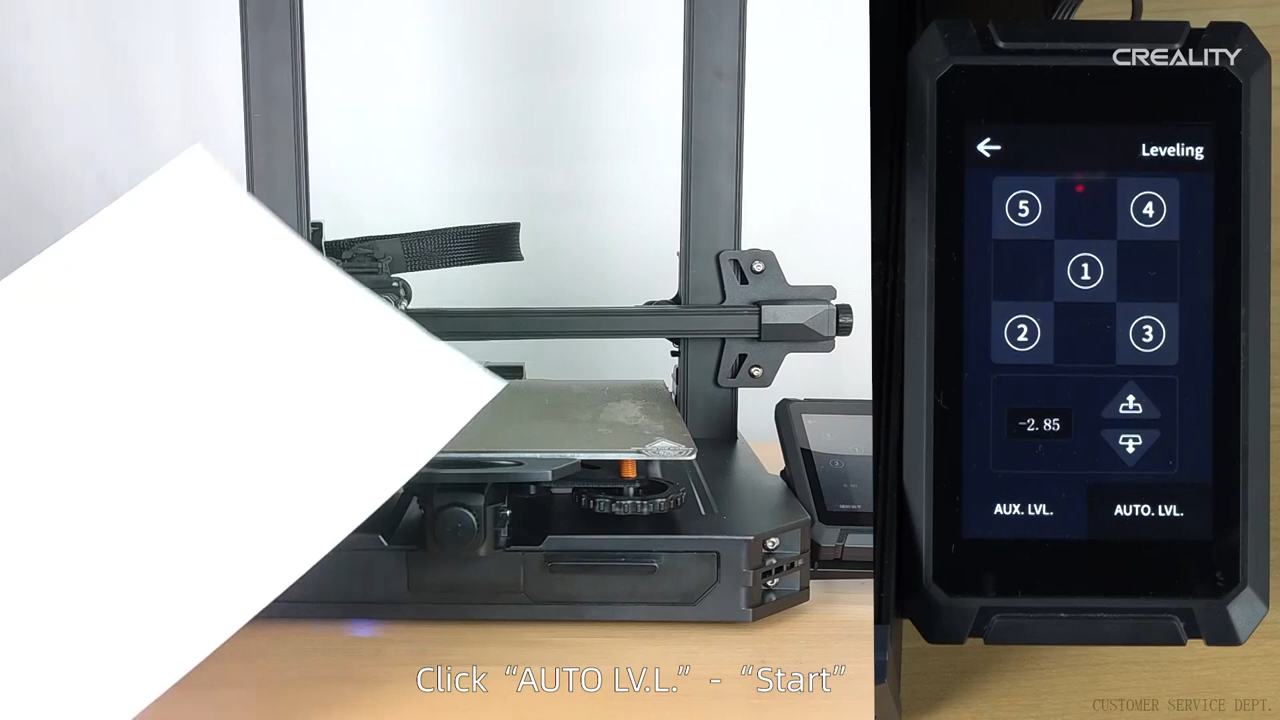 CREALITY
Leveling
5 4
1
2 3
-2.85
AUX. LVL. AUTO. LVL.
Click “AUTO LV.L.” - “Start”
CUSTOMER SERVICE DEPT.